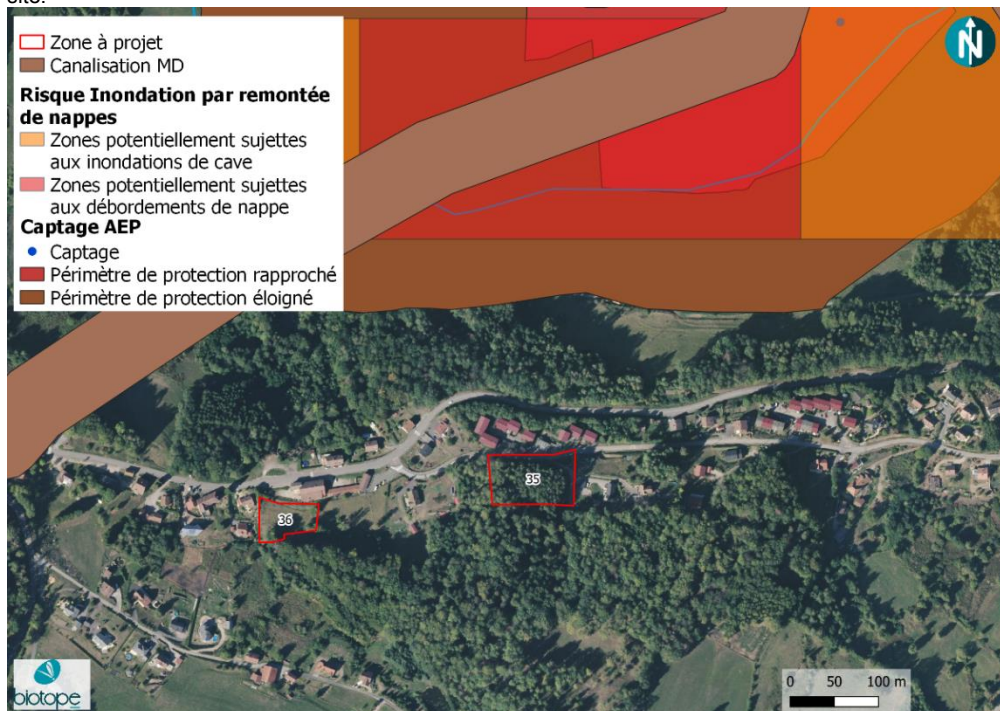 site.
Zone à projet
Canalisation MD
Risque Inondation par remontée
de nappes
Zones potentiellement sujettes
aux inondations de cave
Zones potentiellement sujettes
aux débordements de nappe
Captage AEP
Captage
Périmètre de protection rapproché
Périmètre de protection éloigné
N
35
36
0 50 100 m
biotope